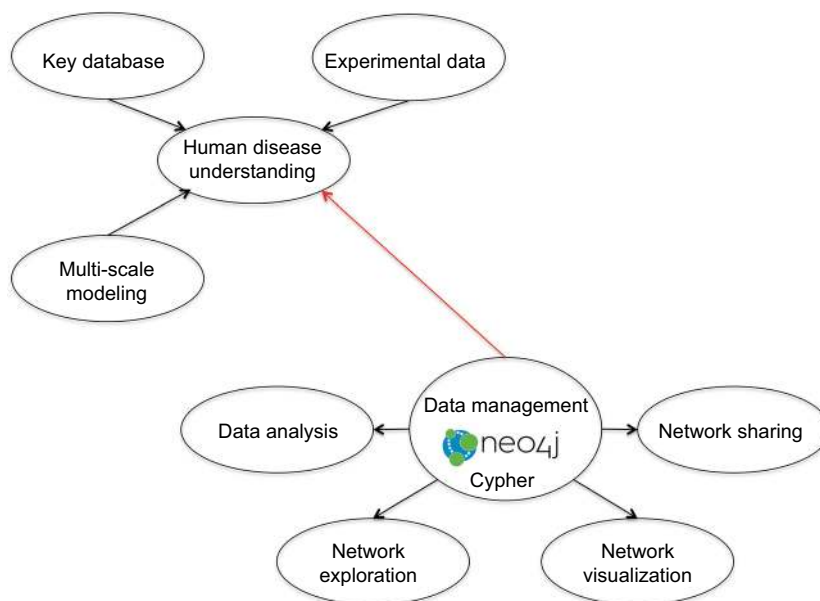 Key database
Experimental data
Human disease
understanding
Multi-scale
modeling
Data management
neo4j
Cypher
Data analysis
Network sharing
Network
exploration
Network
visualization